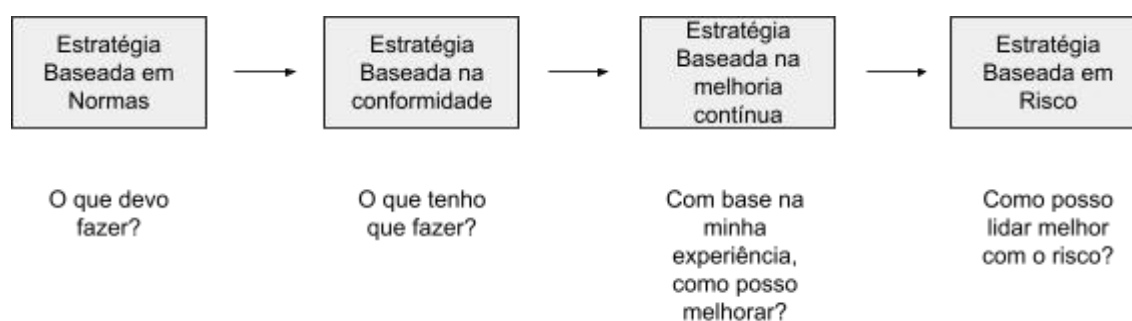 Estratégia
Baseada em
Normas
Estratégia
Baseada na
conformidade
Estratégia
Baseada na
melhoria
contínua
Estratégia
Baseada em
Risco
O que devo
fazer?
O que tenho
que fazer?
Com base na
minha
experiência,
como posso
melhorar?
Como posso
lidar melhor
com o risco?